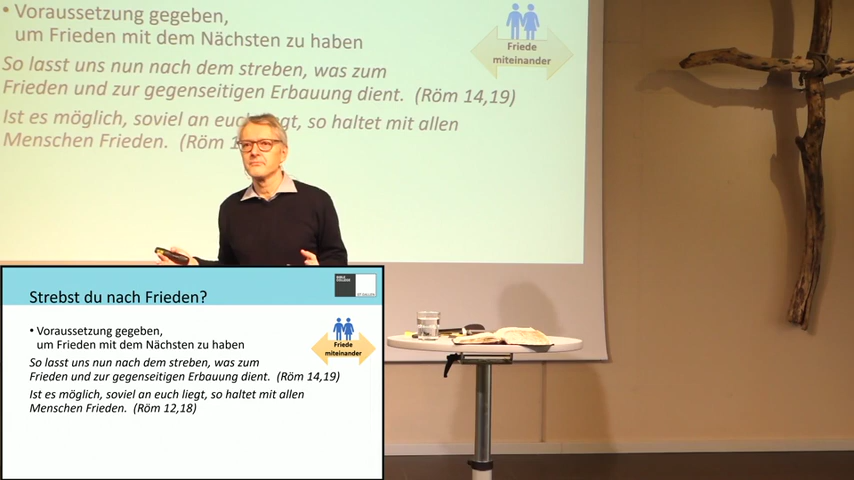 • Voraussetzung gegeben,
um Frieden mit dem Nächsten zu haben
Friede
miteinander
So lasst uns nun nach dem streben, was zum
Frieden und zur gegenseitigen Erbauung dient. (Röm 14,19)
Ist es möglich, soviel an euch liegt, so haltet mit allen
Menschen Frieden. (Röm 1
Strebst du nach Frieden?
BIBLE
COLLEGE
• Voraussetzung gegeben,
um Frieden mit dem Nächsten zu haben
Friede
miteinander
So lasst uns nun nach dem streben, was zum
Frieden und zur gegenseitigen Erbauung dient. (Röm 14,19)
Ist es möglich, soviel an euch liegt, so haltet mit allen
Menschen Frieden. (Röm 12,18)